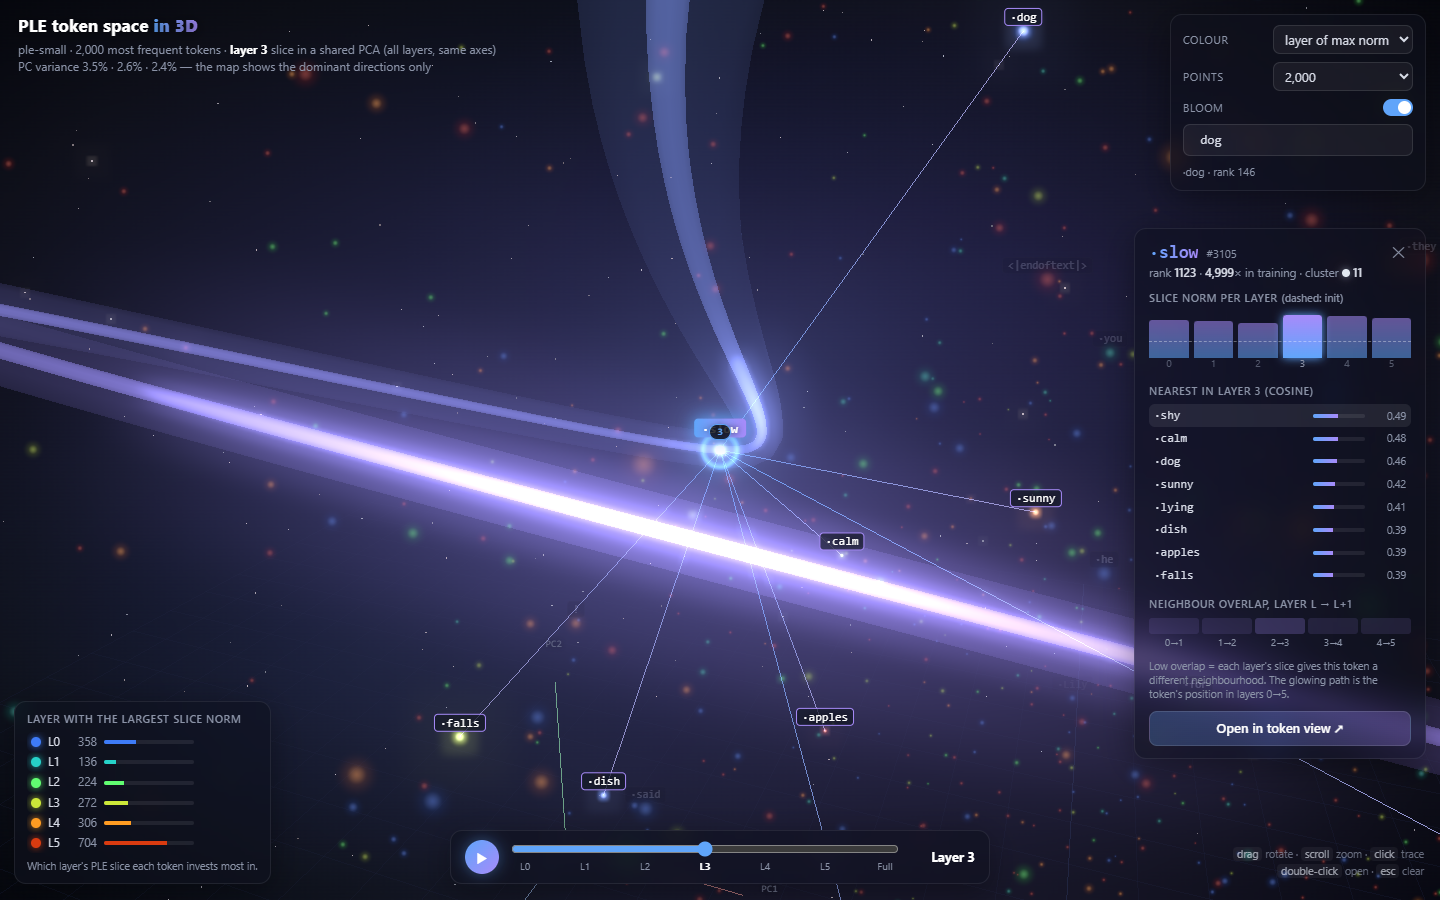 PLE token space in 3D
ple-small · 2,000 most frequent tokens · layer 3 slice in a shared PCA (all layers, same axes)
PC variance 3.5% · 2.6% · 2.4% — the map shows the dominant directions only
COLOUR
layer of max norm
POINTS
2,000
BLOOM
dog
·dog · rank 146
·dog
<|endoftext|>
·they
·you
·he
·said
·sunny
·calm
·apples
·falls
·dish
3
PC2
PC1
·slow #3105
rank 1123 · 4,999× in training · cluster 11
SLICE NORM PER LAYER (dashed: init)
0 1 2 3 4 5
NEAREST IN LAYER 3 (COSINE)
·shy 0.49
·calm 0.48
·dog 0.46
·sunny 0.42
·lying 0.41
·dish 0.39
·apples 0.39
·falls 0.39
NEIGHBOUR OVERLAP, LAYER L → L+1
0→1 1→2 2→3 3→4 4→5
Low overlap = each layer's slice gives this token a
different neighbourhood. The glowing path is the
token's position in layers 0→5.
Open in token view ↗
LAYER WITH THE LARGEST SLICE NORM
L0 358
L1 136
L2 224
L3 272
L4 306
L5 704
Which layer's PLE slice each token invests most in.
L0 L1 L2 L3 L4 L5 Full
Layer 3
drag rotate · scroll zoom · click trace
double-click open · esc clear